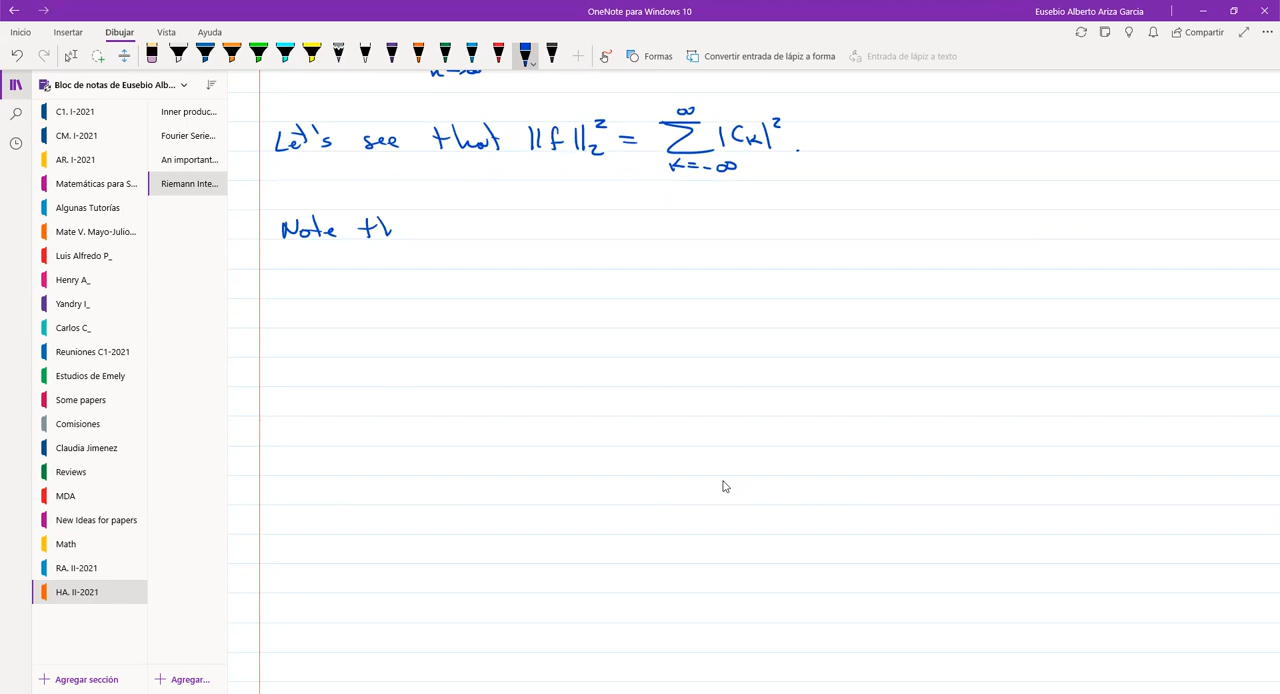 OneNote para Windows 10
Eusebio Alberto Ariza Garcia
Inicio
Insertar
Dibujar
Vista
Ayuda
Compartir
Formas
Convertir entrada de lápiz a forma
Entrada de lápiz a texto
Bloc de notas de Eusebio Alb...
C1. I-2021
CM. I-2021
AR. I-2021
Matemáticas para S...
Algunas Tutorías
Mate V. Mayo-Julio...
Luis Alfredo P_
Henry A_
Yandry I_
Carlos C_
Reuniones C1-2021
Estudios de Emely
Some papers
Comisiones
Claudia Jimenez
Reviews
MDA
New Ideas for papers
Math
RA. II-2021
HA. II-2021
Agregar sección
Inner produc...
Fourier Serie...
An important...
Riemann Inte...
Agregar...
Let's see that ‖f‖₂² = ∑_{k=-∞}^{∞} |C_k|² .
Note th